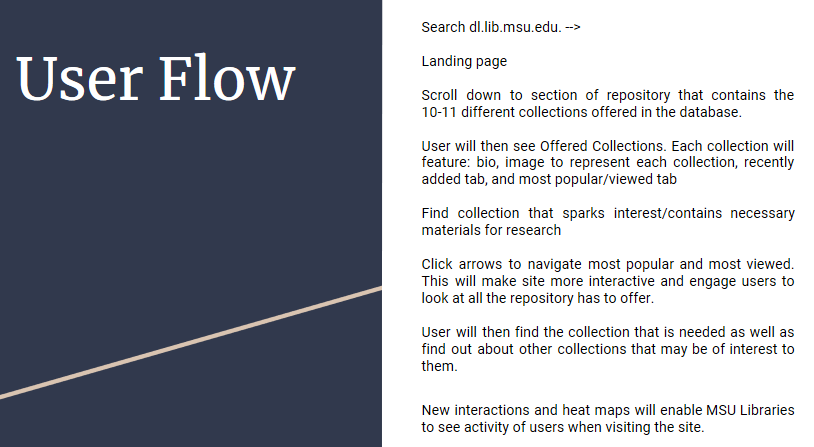 User Flow
Search dl.lib.msu.edu. -->
Landing page
Scroll down to section of repository that contains the
10-11 different collections offered in the database.
User will then see Offered Collections. Each collection will
feature: bio, image to represent each collection, recently
added tab, and most popular/viewed tab
Find collection that sparks interest/contains necessary
materials for research
Click arrows to navigate most popular and most viewed.
This will make site more interactive and engage users to
look at all the repository has to offer.
User will then find the collection that is needed as well as
find out about other collections that may be of interest to
them.
New interactions and heat maps will enable MSU Libraries
to see activity of users when visiting the site.